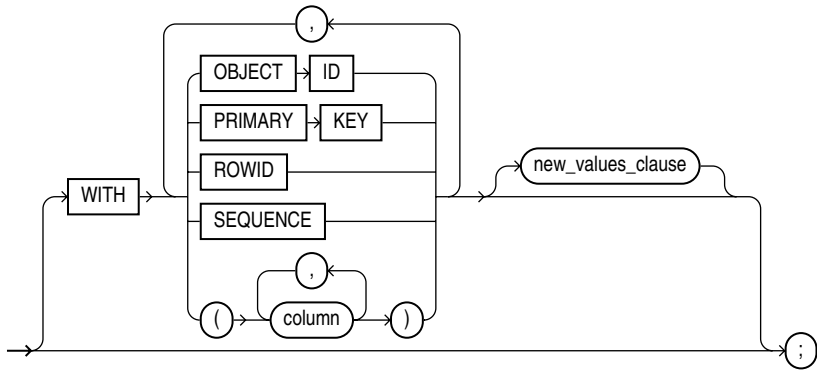 ,
OBJECT ID
PRIMARY KEY
ROWID
new_values_clause
WITH
SEQUENCE
,
( column )
;